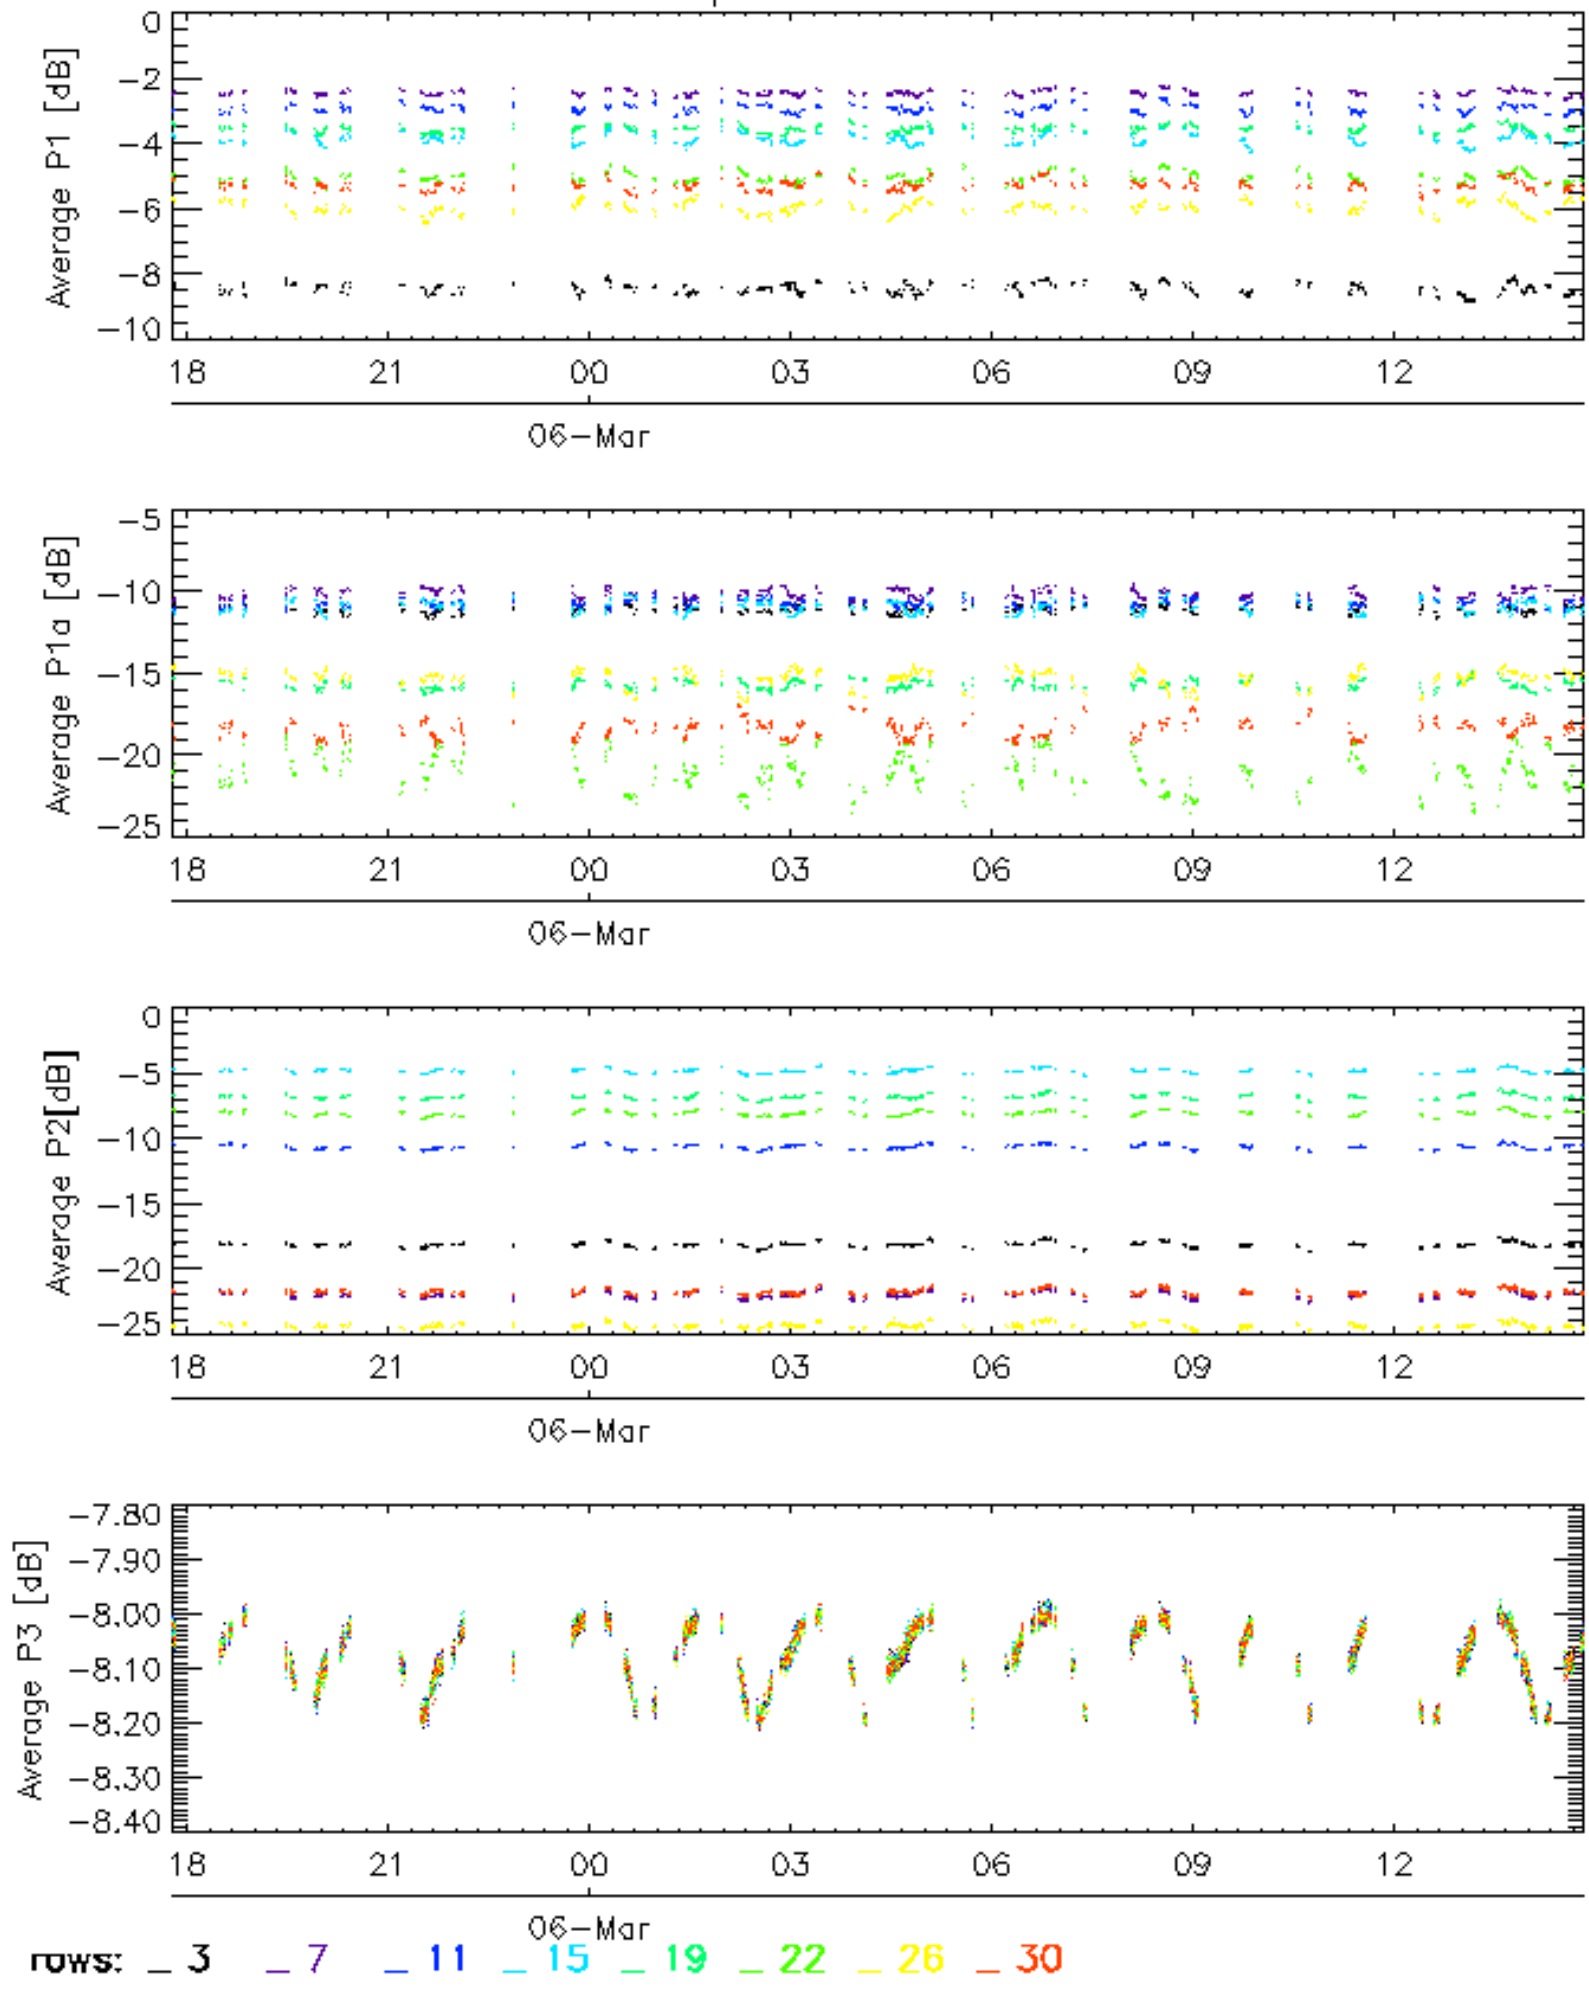 Average P1 [dB]
0
−2
−4
−6
−8
−10
18 21 00 03 06 09 12
06−Mar
Average P1a [dB]
−5
−10
−15
−20
−25
18 21 00 03 06 09 12
06−Mar
Average P2[dB]
0
−5
−10
−15
−20
−25
18 21 00 03 06 09 12
06−Mar
Average P3 [dB]
−7.80
−7.90
−8.00
−8.10
−8.20
−8.30
−8.40
18 21 00 03 06 09 12
06−Mar
rows: _ 3 _ 7 _ 11 _ 15 _ 19 _ 22 _ 26 _ 30